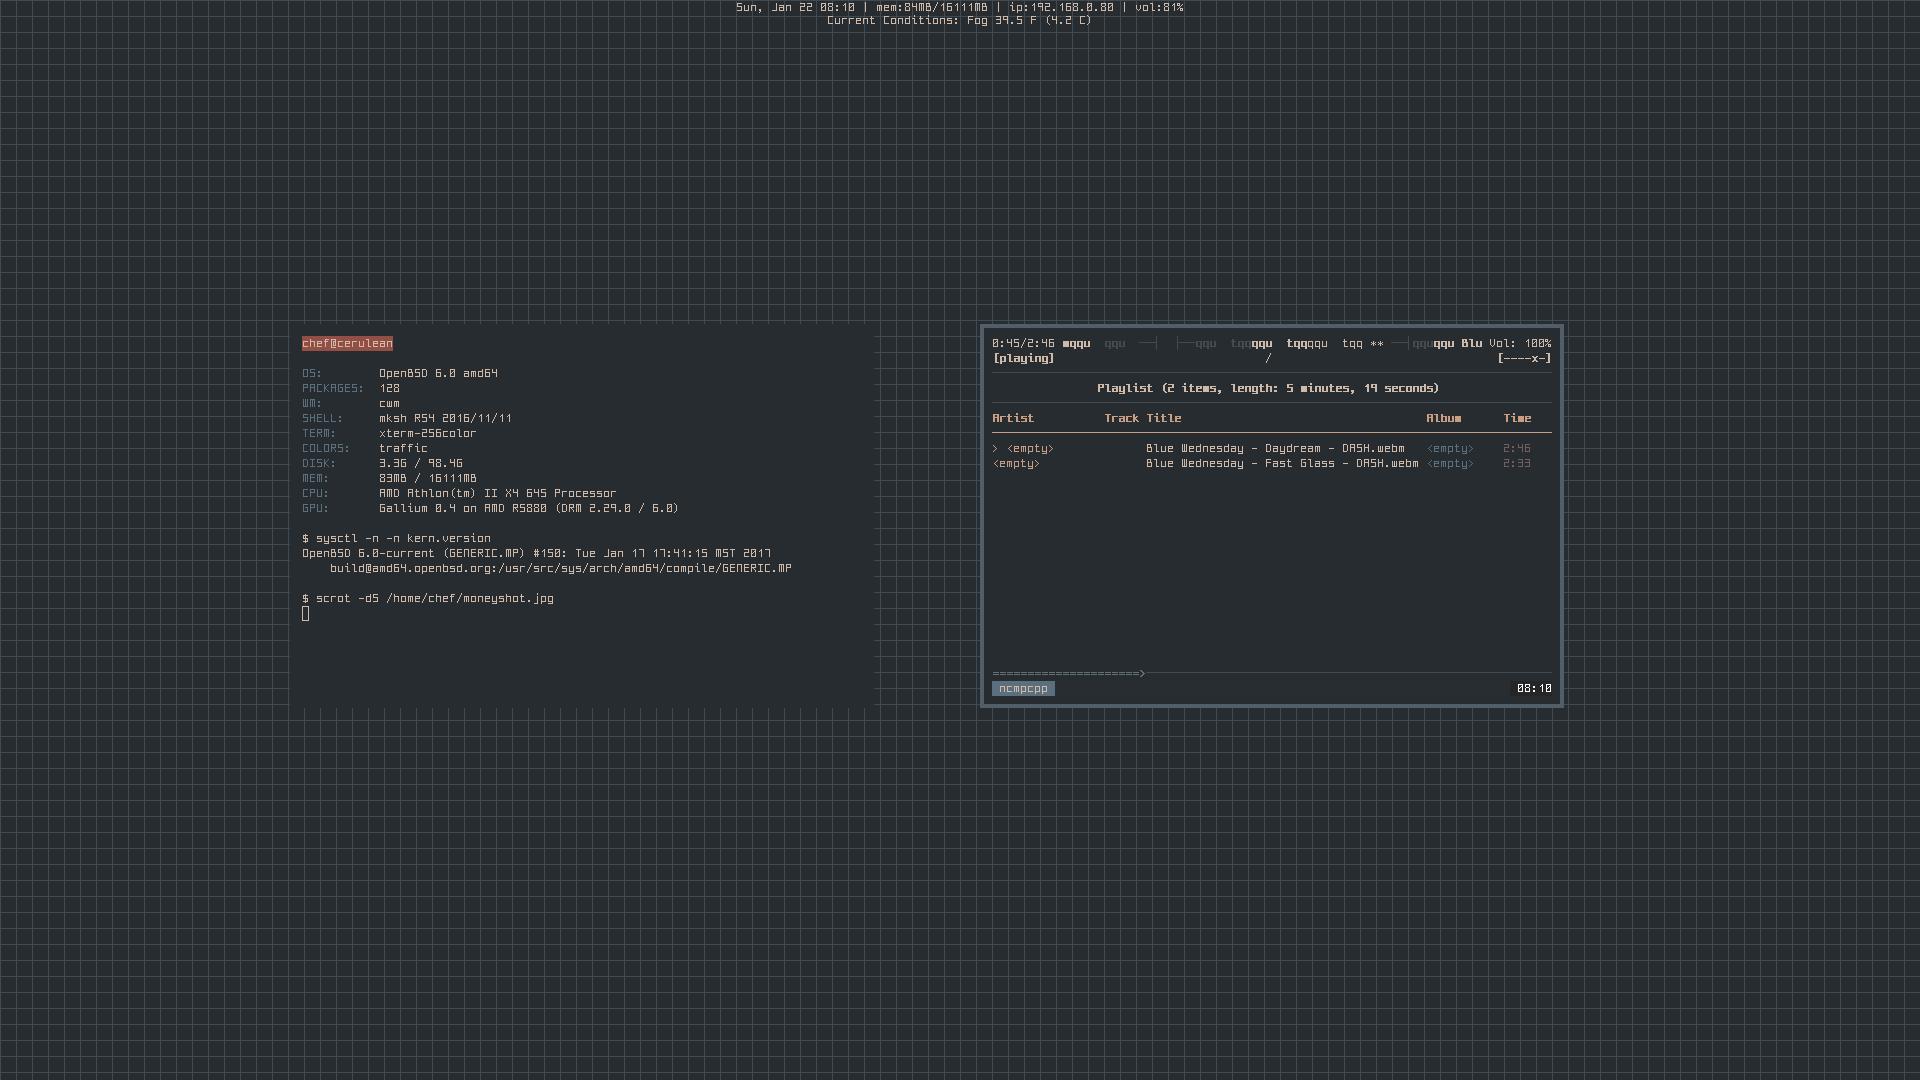 Sun, Jan 22 08:10 | mem:84MB/16111MB | ip:192.168.0.80 | vol:81%
Current Conditions: Fog 39.5 F (4.2 C)
chef@cerulean
OS: OpenBSD 6.0 amd64
PACKAGES: 128
WM: cwm
SHELL: mksh R54 2016/11/11
TERM: xterm-256color
COLORS: traffic
DISK: 3.3G / 98.4G
MEM: 83MB / 16111MB
CPU: AMD Athlon(tm) II X4 645 Processor
GPU: Gallium 0.4 on AMD RS880 (DRM 2.29.0 / 6.0)
$ sysctl -n -n kern.version
OpenBSD 6.0-current (GENERIC.MP) #150: Tue Jan 17 17:41:15 MST 2017
build@amd64.openbsd.org:/usr/src/sys/arch/amd64/compile/GENERIC.MP
$ scrot -d5 /home/chef/moneyshot.jpg
0:45/2:46 ■qqu qqu ──┤ ├──qqu tqqqqu tqqqqu tqq ** ──┤qquqqu Blu Vol: 100%
[playing] / [----x-]
Playlist (2 items, length: 5 minutes, 19 seconds)
Artist Track Title Album Time
> <empty> Blue Wednesday - Daydream - DASH.webm <empty> 2:46
<empty> Blue Wednesday - Fast Glass - DASH.webm <empty> 2:33
=====================>
ncmpcpp 08:10